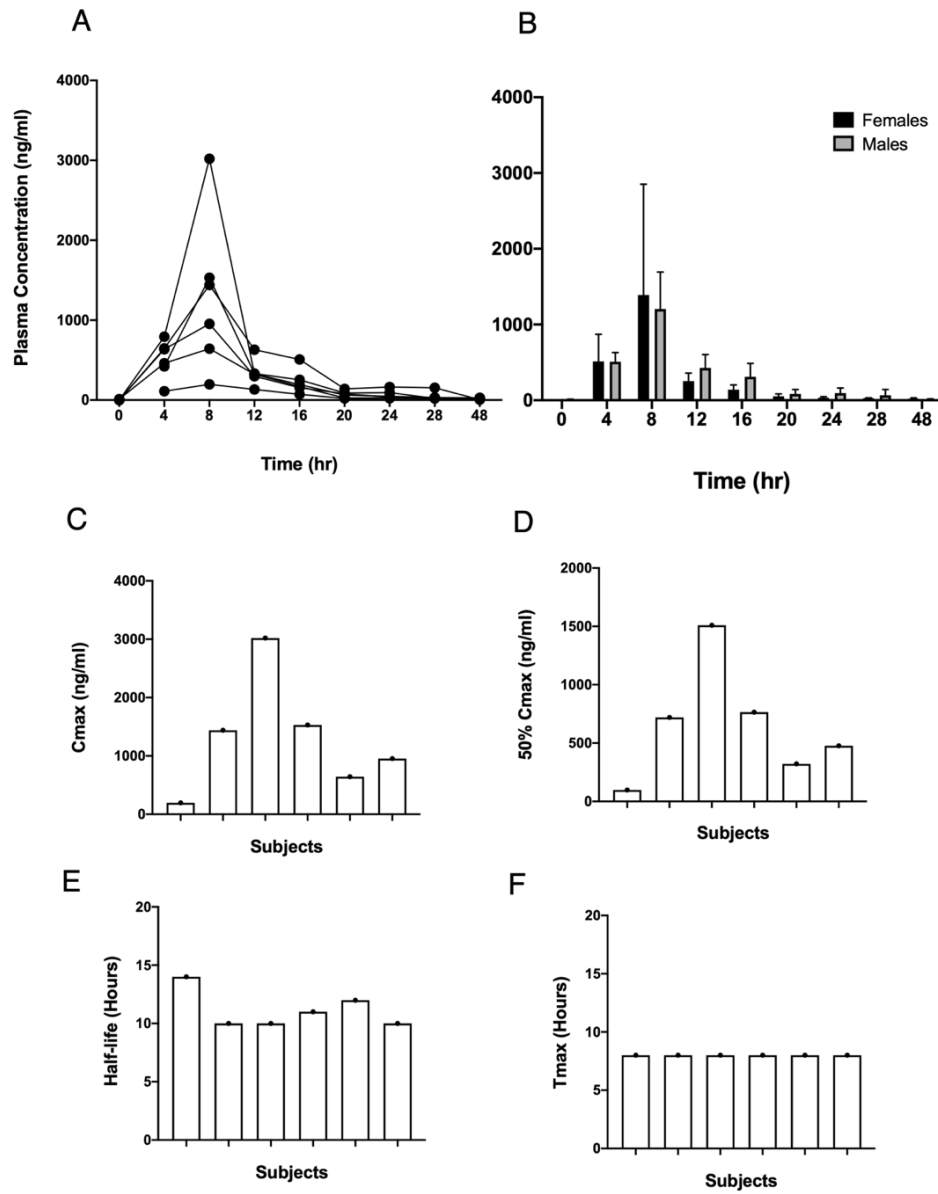 A
4000
3000
2000
1000
0
Plasma Concentration (ng/ml)
0 4 8 12 16 20 24 28 48
Time (hr)
B
4000
3000
2000
1000
0
Females
Males
0 4 8 12 16 20 24 28 48
Time (hr)
C
4000
3000
2000
1000
0
Cmax (ng/ml)
Subjects
D
2000
1500
1000
500
0
50% Cmax (ng/ml)
Subjects
E
20
15
10
5
0
Half-life (Hours)
Subjects
F
20
15
10
5
0
Tmax (Hours)
Subjects